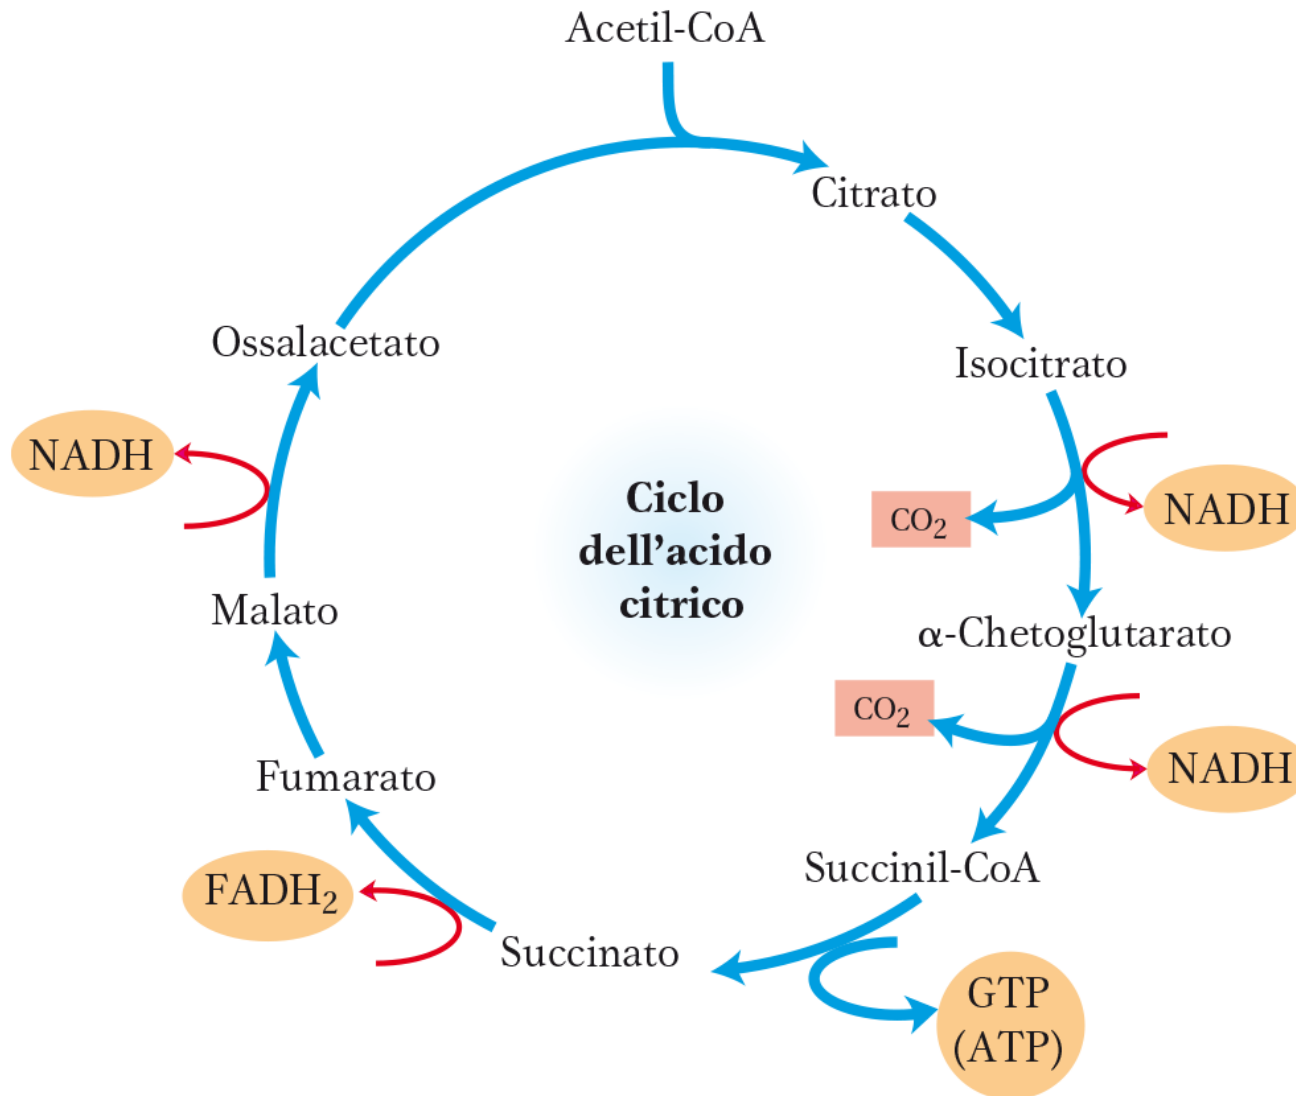 Acetil-CoA
Citrato
Ossalacetato
Isocitrato
NADH
Ciclo
dell’acido
citrico
CO₂
NADH
Malato
α-Chetoglutarato
CO₂
Fumarato
NADH
Succinil-CoA
FADH₂
Succinato
GTP
(ATP)